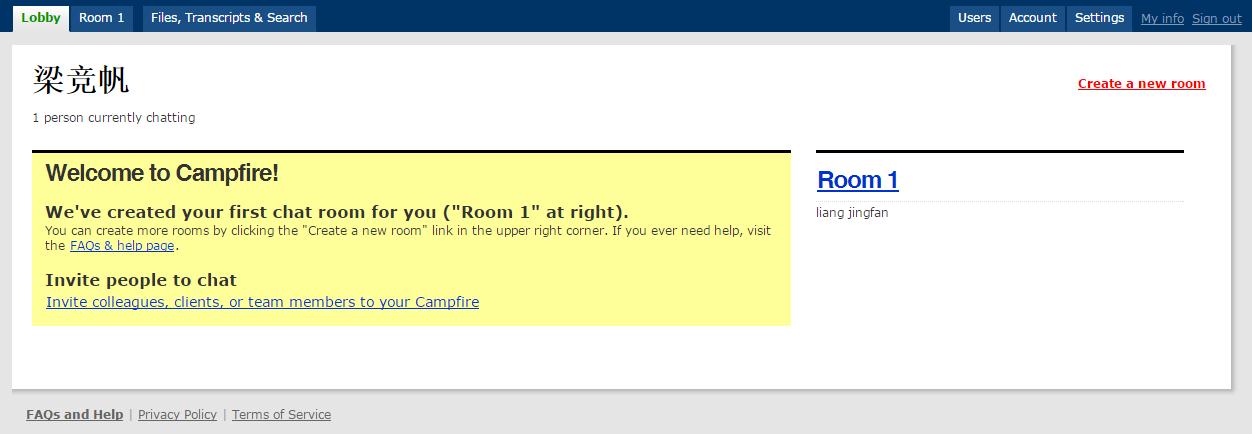 Lobby Room 1 Files, Transcripts & Search Users Account Settings My info Sign out
梁竞帆
Create a new room
1 person currently chatting
Welcome to Campfire!
We've created your first chat room for you ("Room 1" at right).
You can create more rooms by clicking the "Create a new room" link in the upper right corner. If you ever need help, visit
the FAQs & help page.
Invite people to chat
Invite colleagues, clients, or team members to your Campfire
Room 1
liang jingfan
FAQs and Help | Privacy Policy | Terms of Service